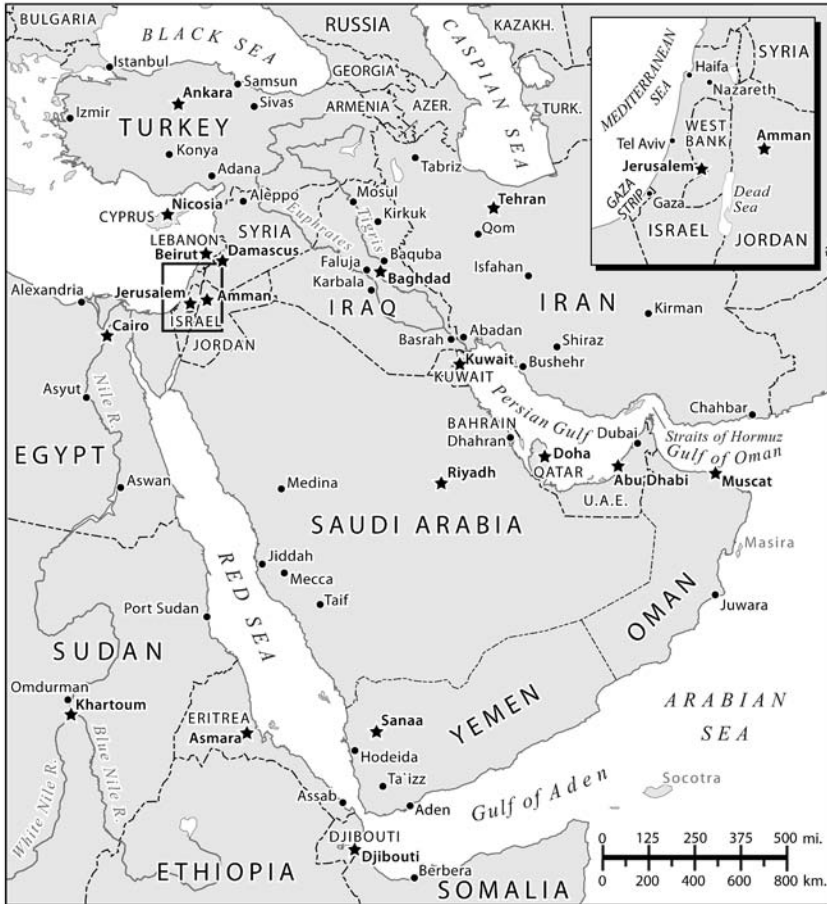 BULGARIA
BLACK SEA
RUSSIA
KAZAKH.
CASPIAN SEA
Istanbul
GEORGIA
Samsun
Ankara
Sivas
ARMENIA
AZER.
TURK.
Izmir
TURKEY
Konya
Tabriz
Adana
Aleppo
Mosul
Tehran
Nicosia
CYPRUS
Euphrates
Tigris
Kirkuk
Qom
SYRIA
LEBANON
Beirut
Damascus
Baquba
Faluja
Baghdad
Isfahan
Karbala
Alexandria
Jerusalem
Amman
IRAQ
IRAN
Kirman
ISRAEL
Cairo
JORDAN
Basrah
Abadan
Shiraz
Kuwait
KUWAIT
Bushehr
Asyut
Nile R.
Persian Gulf
Chahbar
BAHRAIN
Dhahran
Dubai
Straits of Hormuz
EGYPT
Doha
Gulf of Oman
QATAR
Riyadh
Abu Dhabi
Muscat
Aswan
Medina
U.A.E.
SAUDI ARABIA
Masira
Jiddah
RED SEA
Mecca
Taif
Juwara
Port Sudan
OMAN
SUDAN
Omdurman
Khartoum
ERITREA
Asmara
Sanaa
YEMEN
ARABIAN
SEA
Blue Nile R.
White Nile R.
Hodeida
Ta`izz
Socotra
Assab
Aden
Gulf of Aden
DJIBOUTI
Djibouti
ETHIOPIA
Berbera
SOMALIA
0 125 250 375 500 mi.
0 200 400 600 800 km.
MEDITERRANEAN
SEA
SYRIA
Haifa
Nazareth
WEST
BANK
Tel Aviv
Amman
Jerusalem
GAZA
STRIP
Gaza
Dead
Sea
ISRAEL
JORDAN